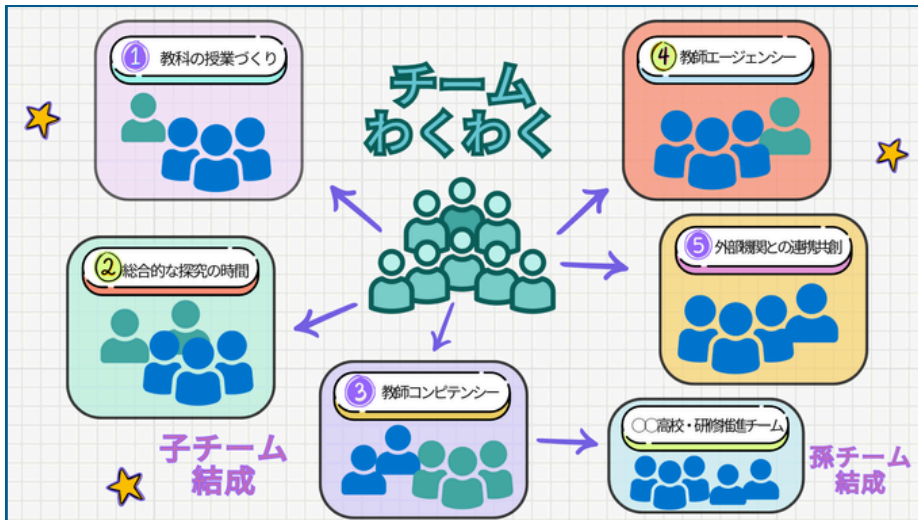 チーム
わくわく
1 教科の授業づくり
2 総合的な探究の時間
3 教師コンピテンシー
4 教師エージェンシー
5 外部機関との連携共創
〇〇高校・研修推進チーム
子チーム
結成
孫チーム
結成